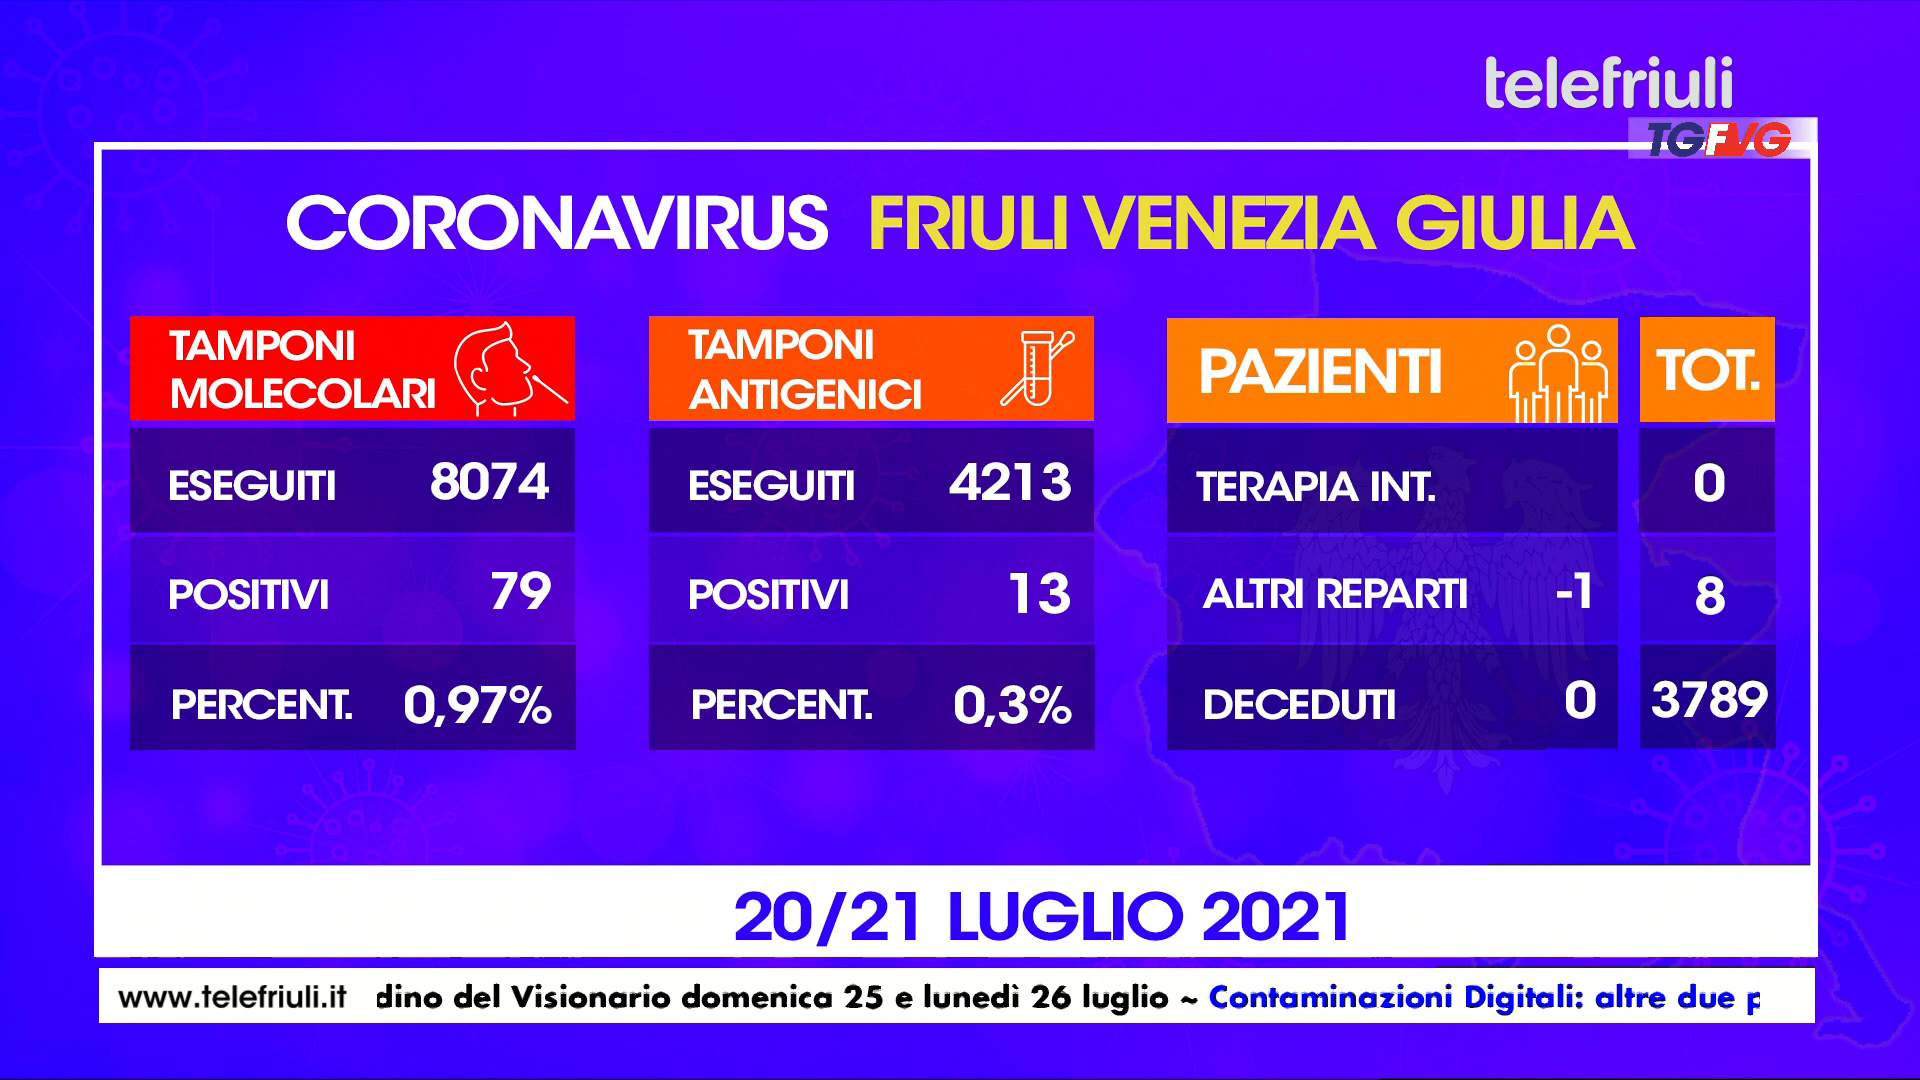 telefriuli
TGFVG
CORONAVIRUS FRIULI VENEZIA GIULIA
TAMPONI
MOLECOLARI
ESEGUITI 8074
POSITIVI 79
PERCENT. 0,97%
TAMPONI
ANTIGENICI
ESEGUITI 4213
POSITIVI 13
PERCENT. 0,3%
PAZIENTI TOT.
TERAPIA INT. 0
ALTRI REPARTI -1 8
DECEDUTI 0 3789
20/21 LUGLIO 2021
www.telefriuli.it dino del Visionario domenica 25 e lunedì 26 luglio ~ Contaminazioni Digitali: altre due p